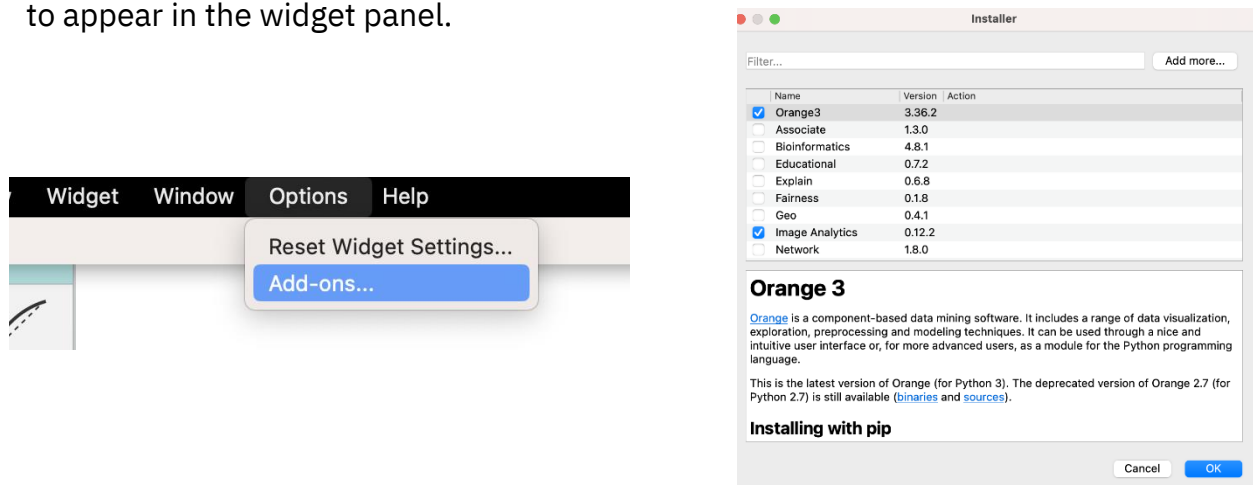 to appear in the widget panel.
Widget Window Options Help
Reset Widget Settings...
Add-ons...
Installer
Filter...
Add more...
Name Version Action
Orange3 3.36.2
Associate 1.3.0
Bioinformatics 4.8.1
Educational 0.7.2
Explain 0.6.8
Fairness 0.1.8
Geo 0.4.1
Image Analytics 0.12.2
Network 1.8.0
Orange 3
Orange is a component-based data mining software. It includes a range of data visualization,
exploration, preprocessing and modeling techniques. It can be used through a nice and
intuitive user interface or, for more advanced users, as a module for the Python programming
language.
This is the latest version of Orange (for Python 3). The deprecated version of Orange 2.7 (for
Python 2.7) is still available (binaries and sources).
Installing with pip
Cancel OK